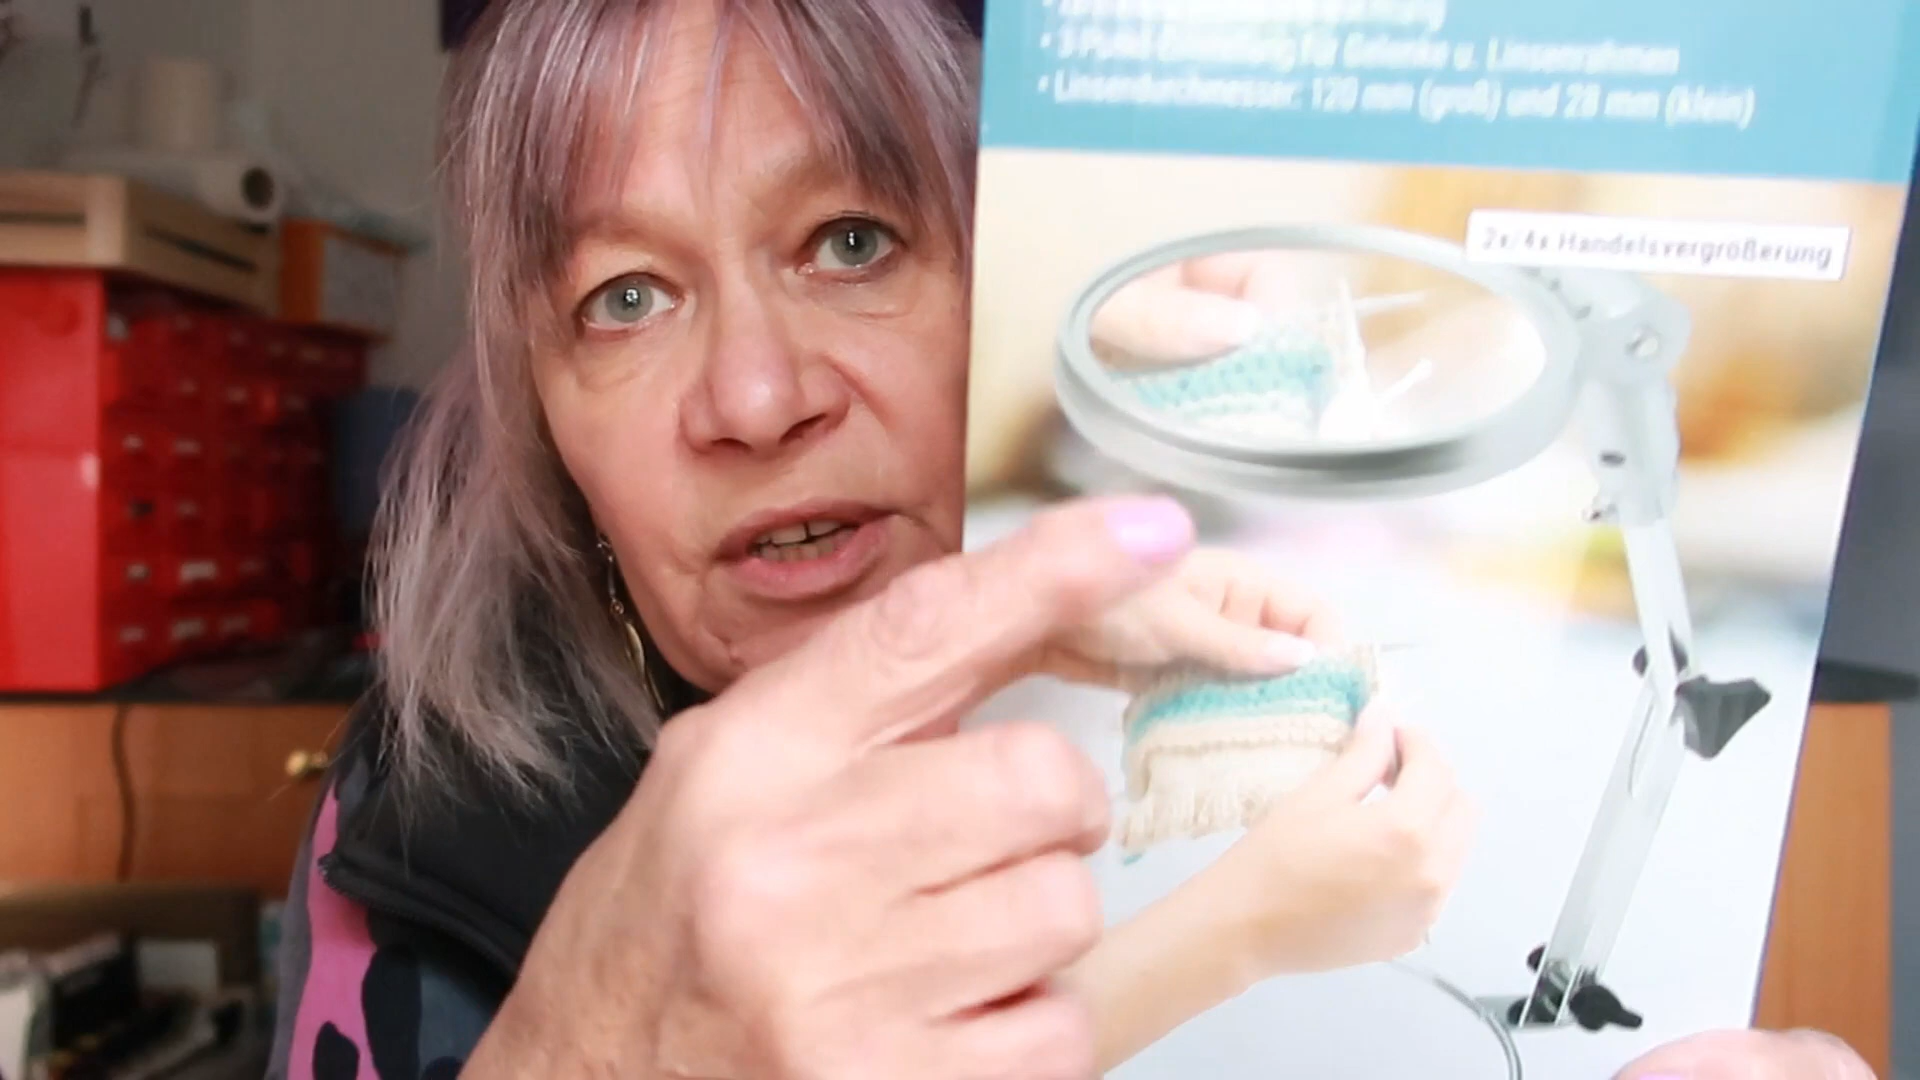 • 3-Punkt-Einstellung für Gelenke u. Linsenrahmen
• Linsendurchmesser: 120 mm (groß) und 28 mm (klein)
2x/4x Handelsvergrößerung